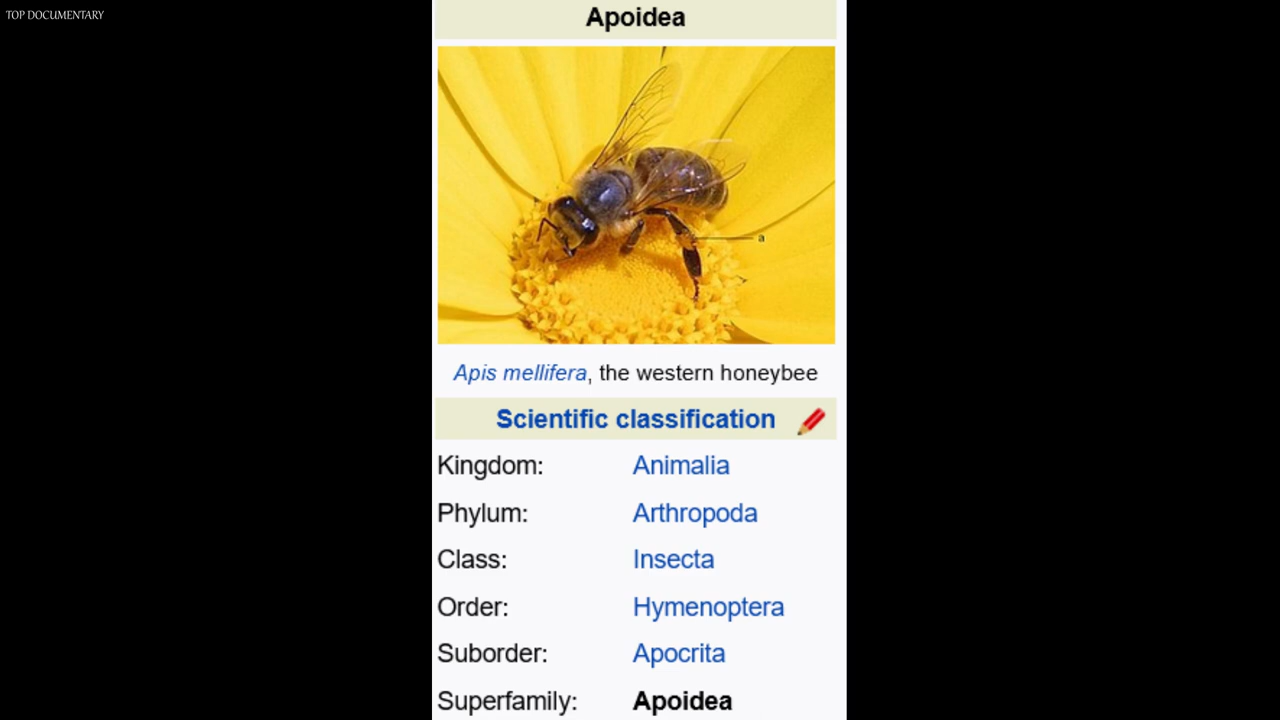 TOP DOCUMENTARY
Apoidea
a
Apis mellifera, the western honeybee
Scientific classification
Kingdom: Animalia
Phylum: Arthropoda
Class: Insecta
Order: Hymenoptera
Suborder: Apocrita
Superfamily: Apoidea